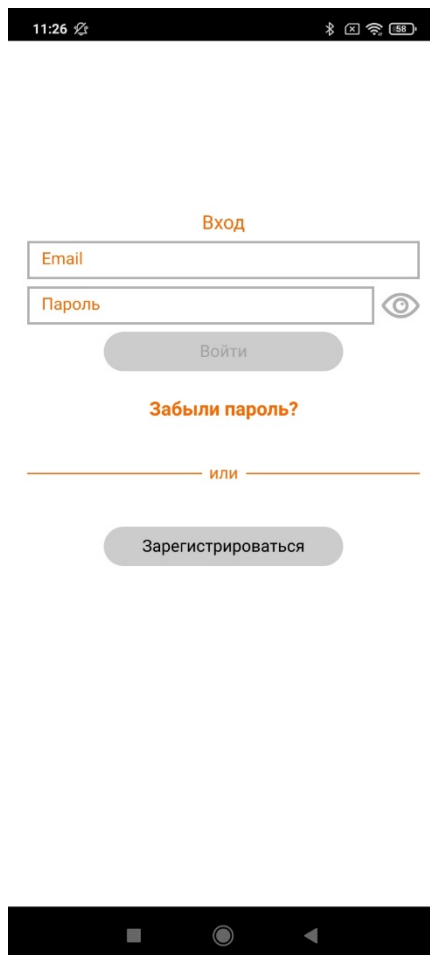 11:26
58
Вход
Email
Пароль
Войти
Забыли пароль?
или
Зарегистрироваться